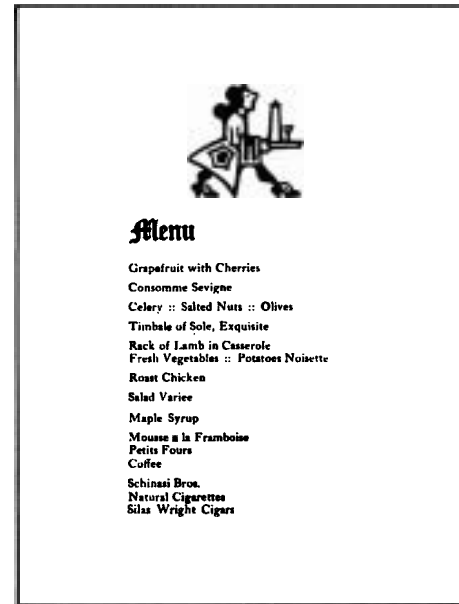 Menu
Grapefruit with Cherries
Consomme Sevigne
Celery :: Salted Nuts :: Olives
Timbale of Sole, Exquisite
Rack of Lamb in Casserole
Fresh Vegetables :: Potatoes Noisette
Roast Chicken
Salad Variee
Maple Syrup
Mousse a la Framboise
Petits Fours
Coffee
Schinasi Bros.
Natural Cigarettes
Silas Wright Cigars